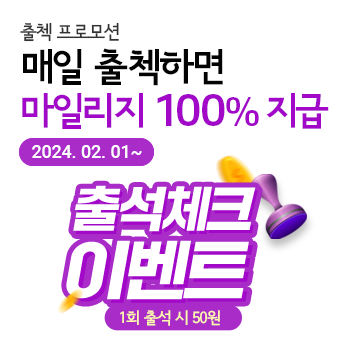 출첵 프로모션
매일 출첵하면
마일리지 100% 지급
2024. 02. 01~
출석체크
이벤트
1회 출석 시 50원